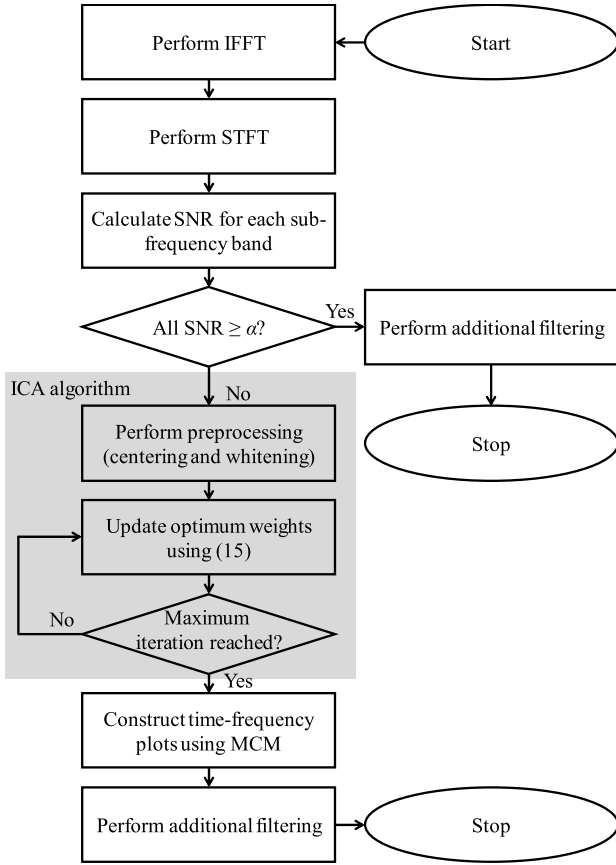 Perform IFFT
Start
Perform STFT
Calculate SNR for each sub-
frequency band
All SNR ≥ α?
Yes
Perform additional filtering
Stop
No
ICA algorithm
Perform preprocessing
(centering and whitening)
Update optimum weights
using (15)
Maximum
iteration reached?
No
Yes
Construct time-frequency
plots using MCM
Perform additional filtering
Stop